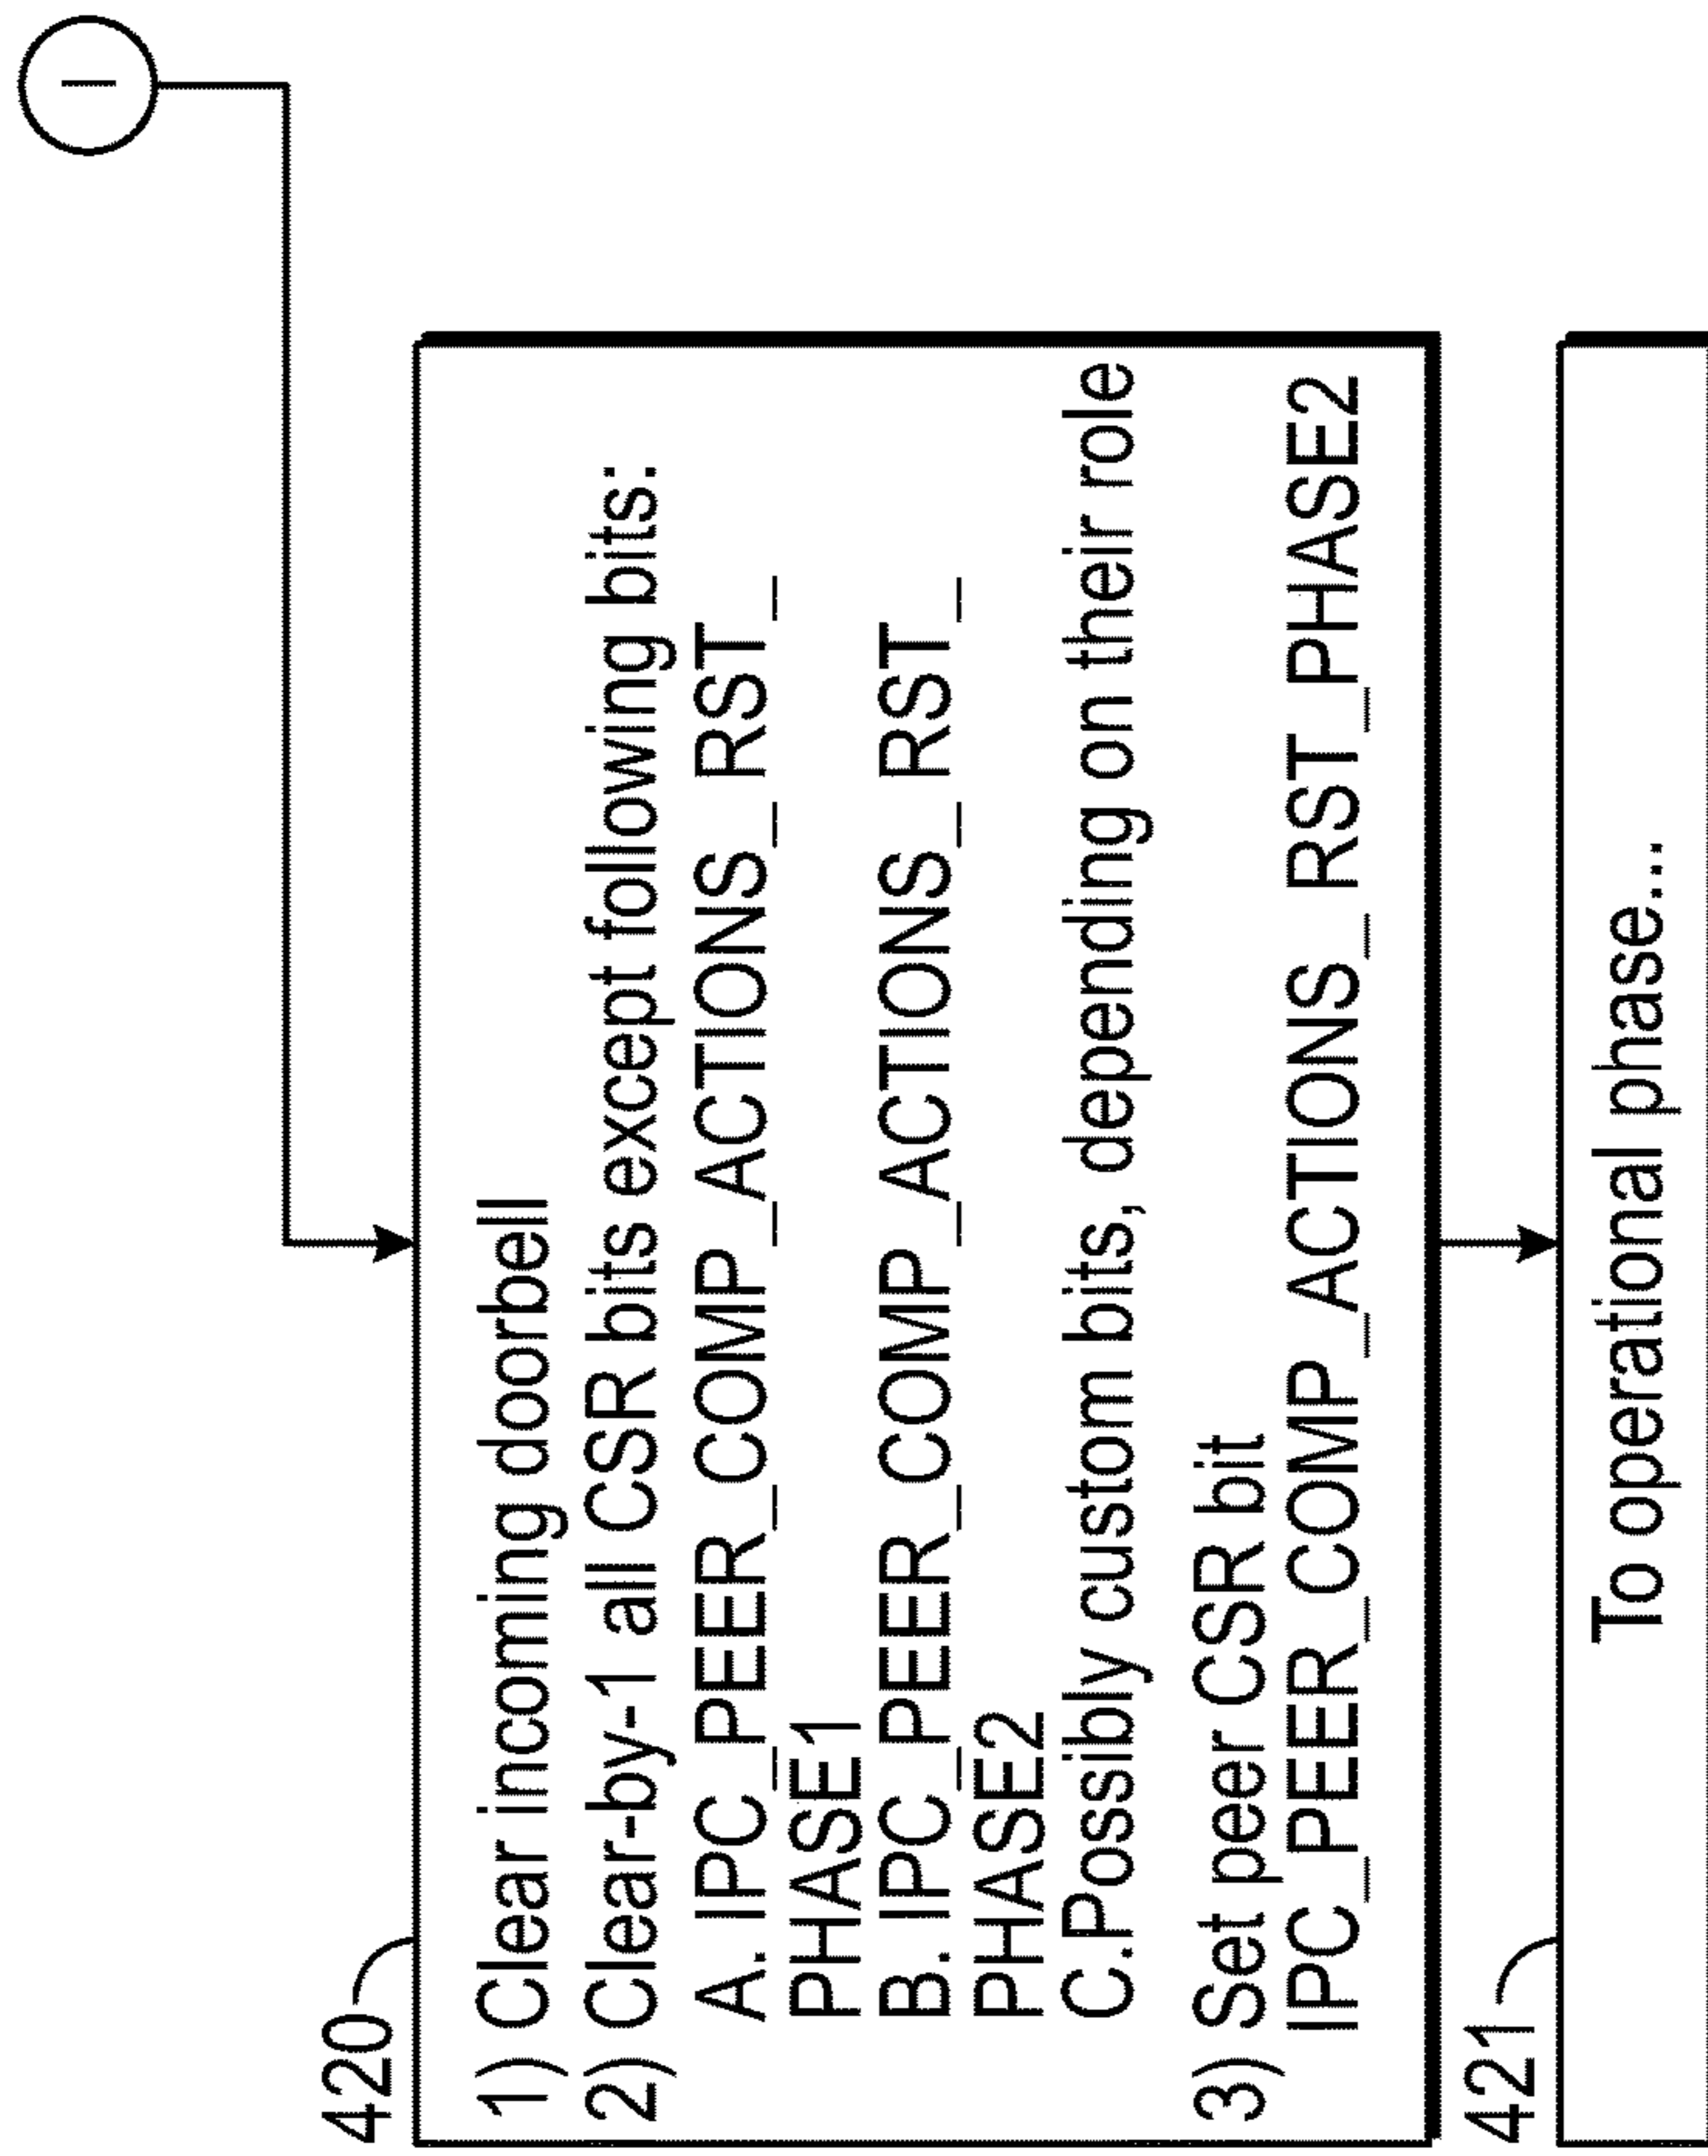 I
420
1) Clear incoming doorbell
2) Clear-by-1 all CSR bits except following bits:
A. IPC_PEER_COMP_ACTIONS_RST_
PHASE1
B. IPC_PEER_COMP_ACTIONS_RST_
PHASE2
C.Possibly custom bits, depending on their role
3) Set peer CSR bit
IPC_PEER_COMP_ACTIONS_RST_PHASE2
421
To operational phase...